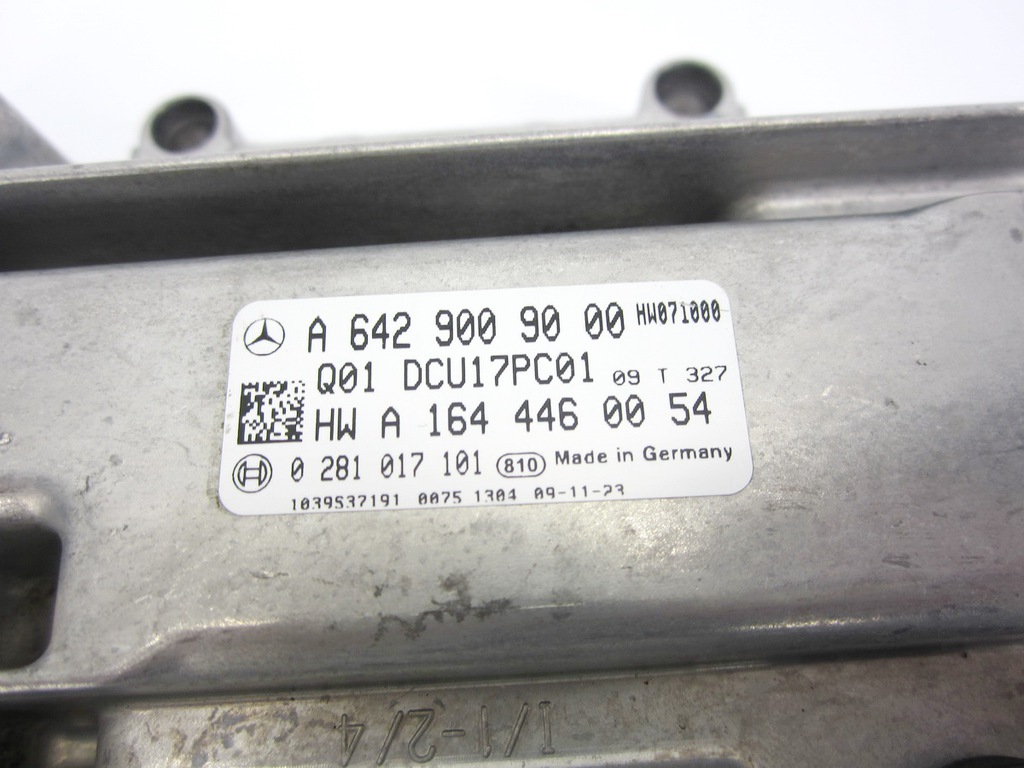 A 642 900 90 00 HW071000
Q01 DCU17PC01 09 T 327
HW A 164 446 00 54
0 281 017 101 810 Made in Germany
1039S37191 0075 1304 09-11-23
1/1-2/4